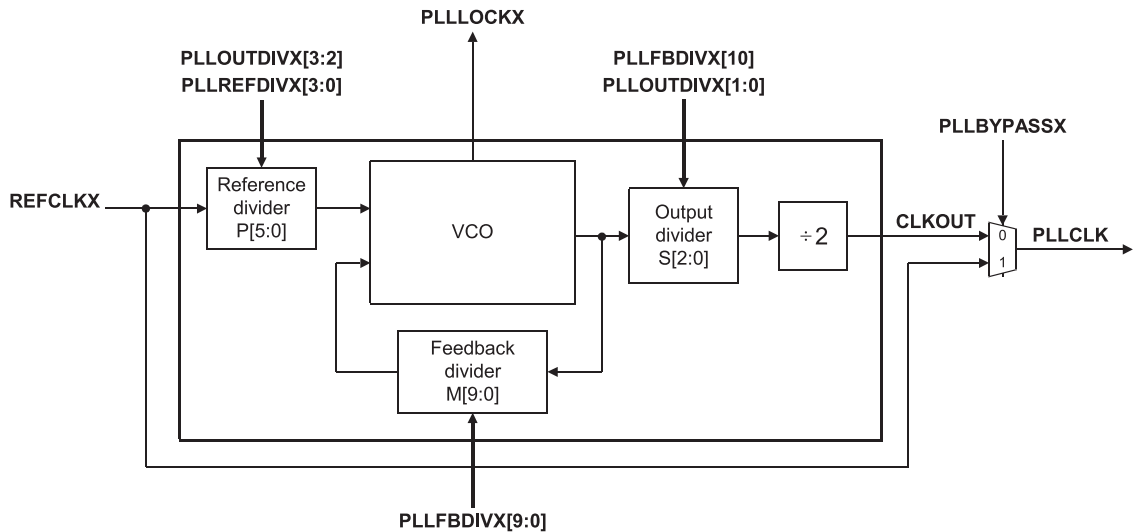 PLLLOCKX
PLLOUTDIVX[3:2]
PLLREFDIVX[3:0]
PLLFBDIVX[10]
PLLOUTDIVX[1:0]
PLLBYPASSX
REFCLKX
Reference
divider
P[5:0]
VCO
Output
divider
S[2:0]
÷2
CLKOUT
0
1
PLLCLK
Feedback
divider
M[9:0]
PLLFBDIVX[9:0]